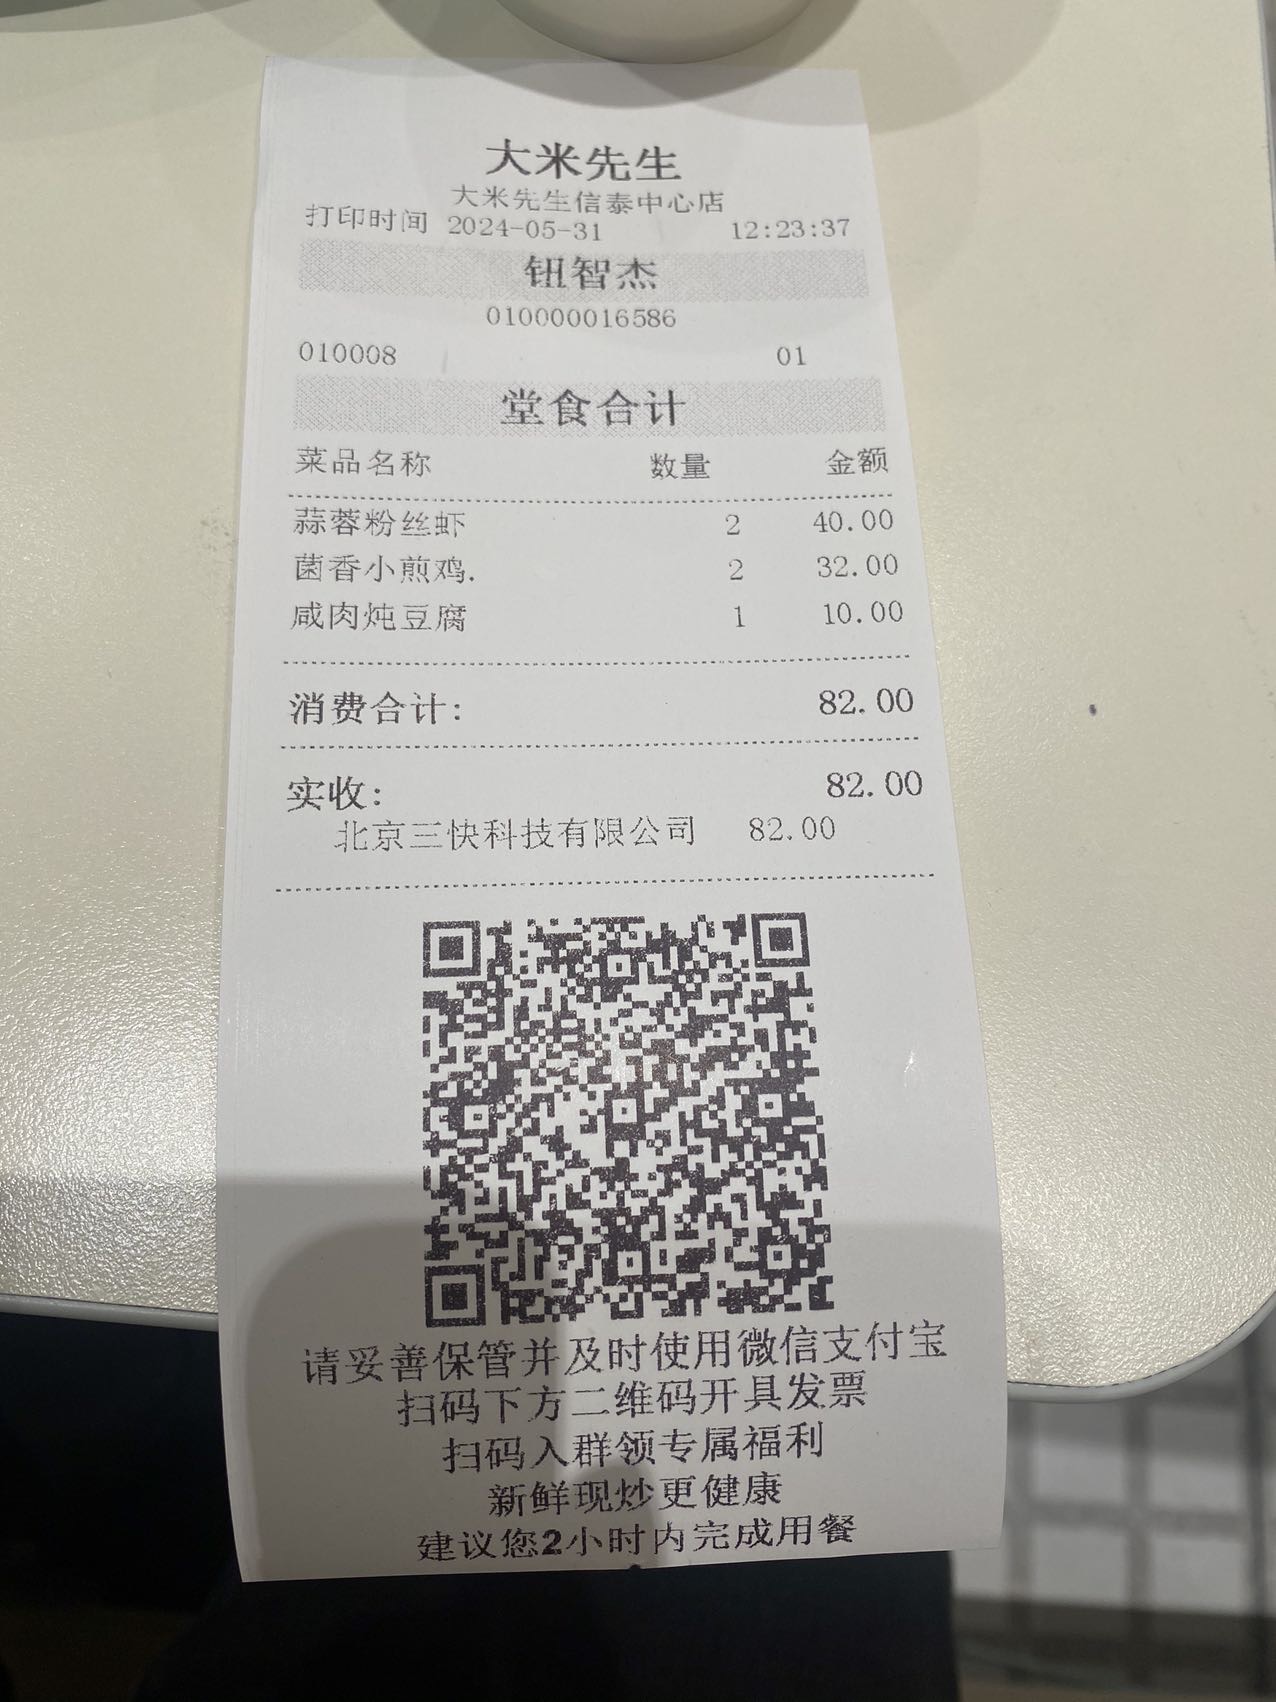 大米先生
大米先生信泰中心店
打印时间 2024-05-31 12:23:37
钮智杰
010000016586
010008 01
堂食合计
菜品名称 数量 金额
蒜蓉粉丝虾 2 40.00
菌香小煎鸡. 2 32.00
咸肉炖豆腐 1 10.00
消费合计: 82.00
实收: 82.00
北京三快科技有限公司 82.00
请妥善保管并及时使用微信支付宝
扫码下方二维码开具发票
扫码入群领专属福利
新鲜现炒更健康
建议您2小时内完成用餐